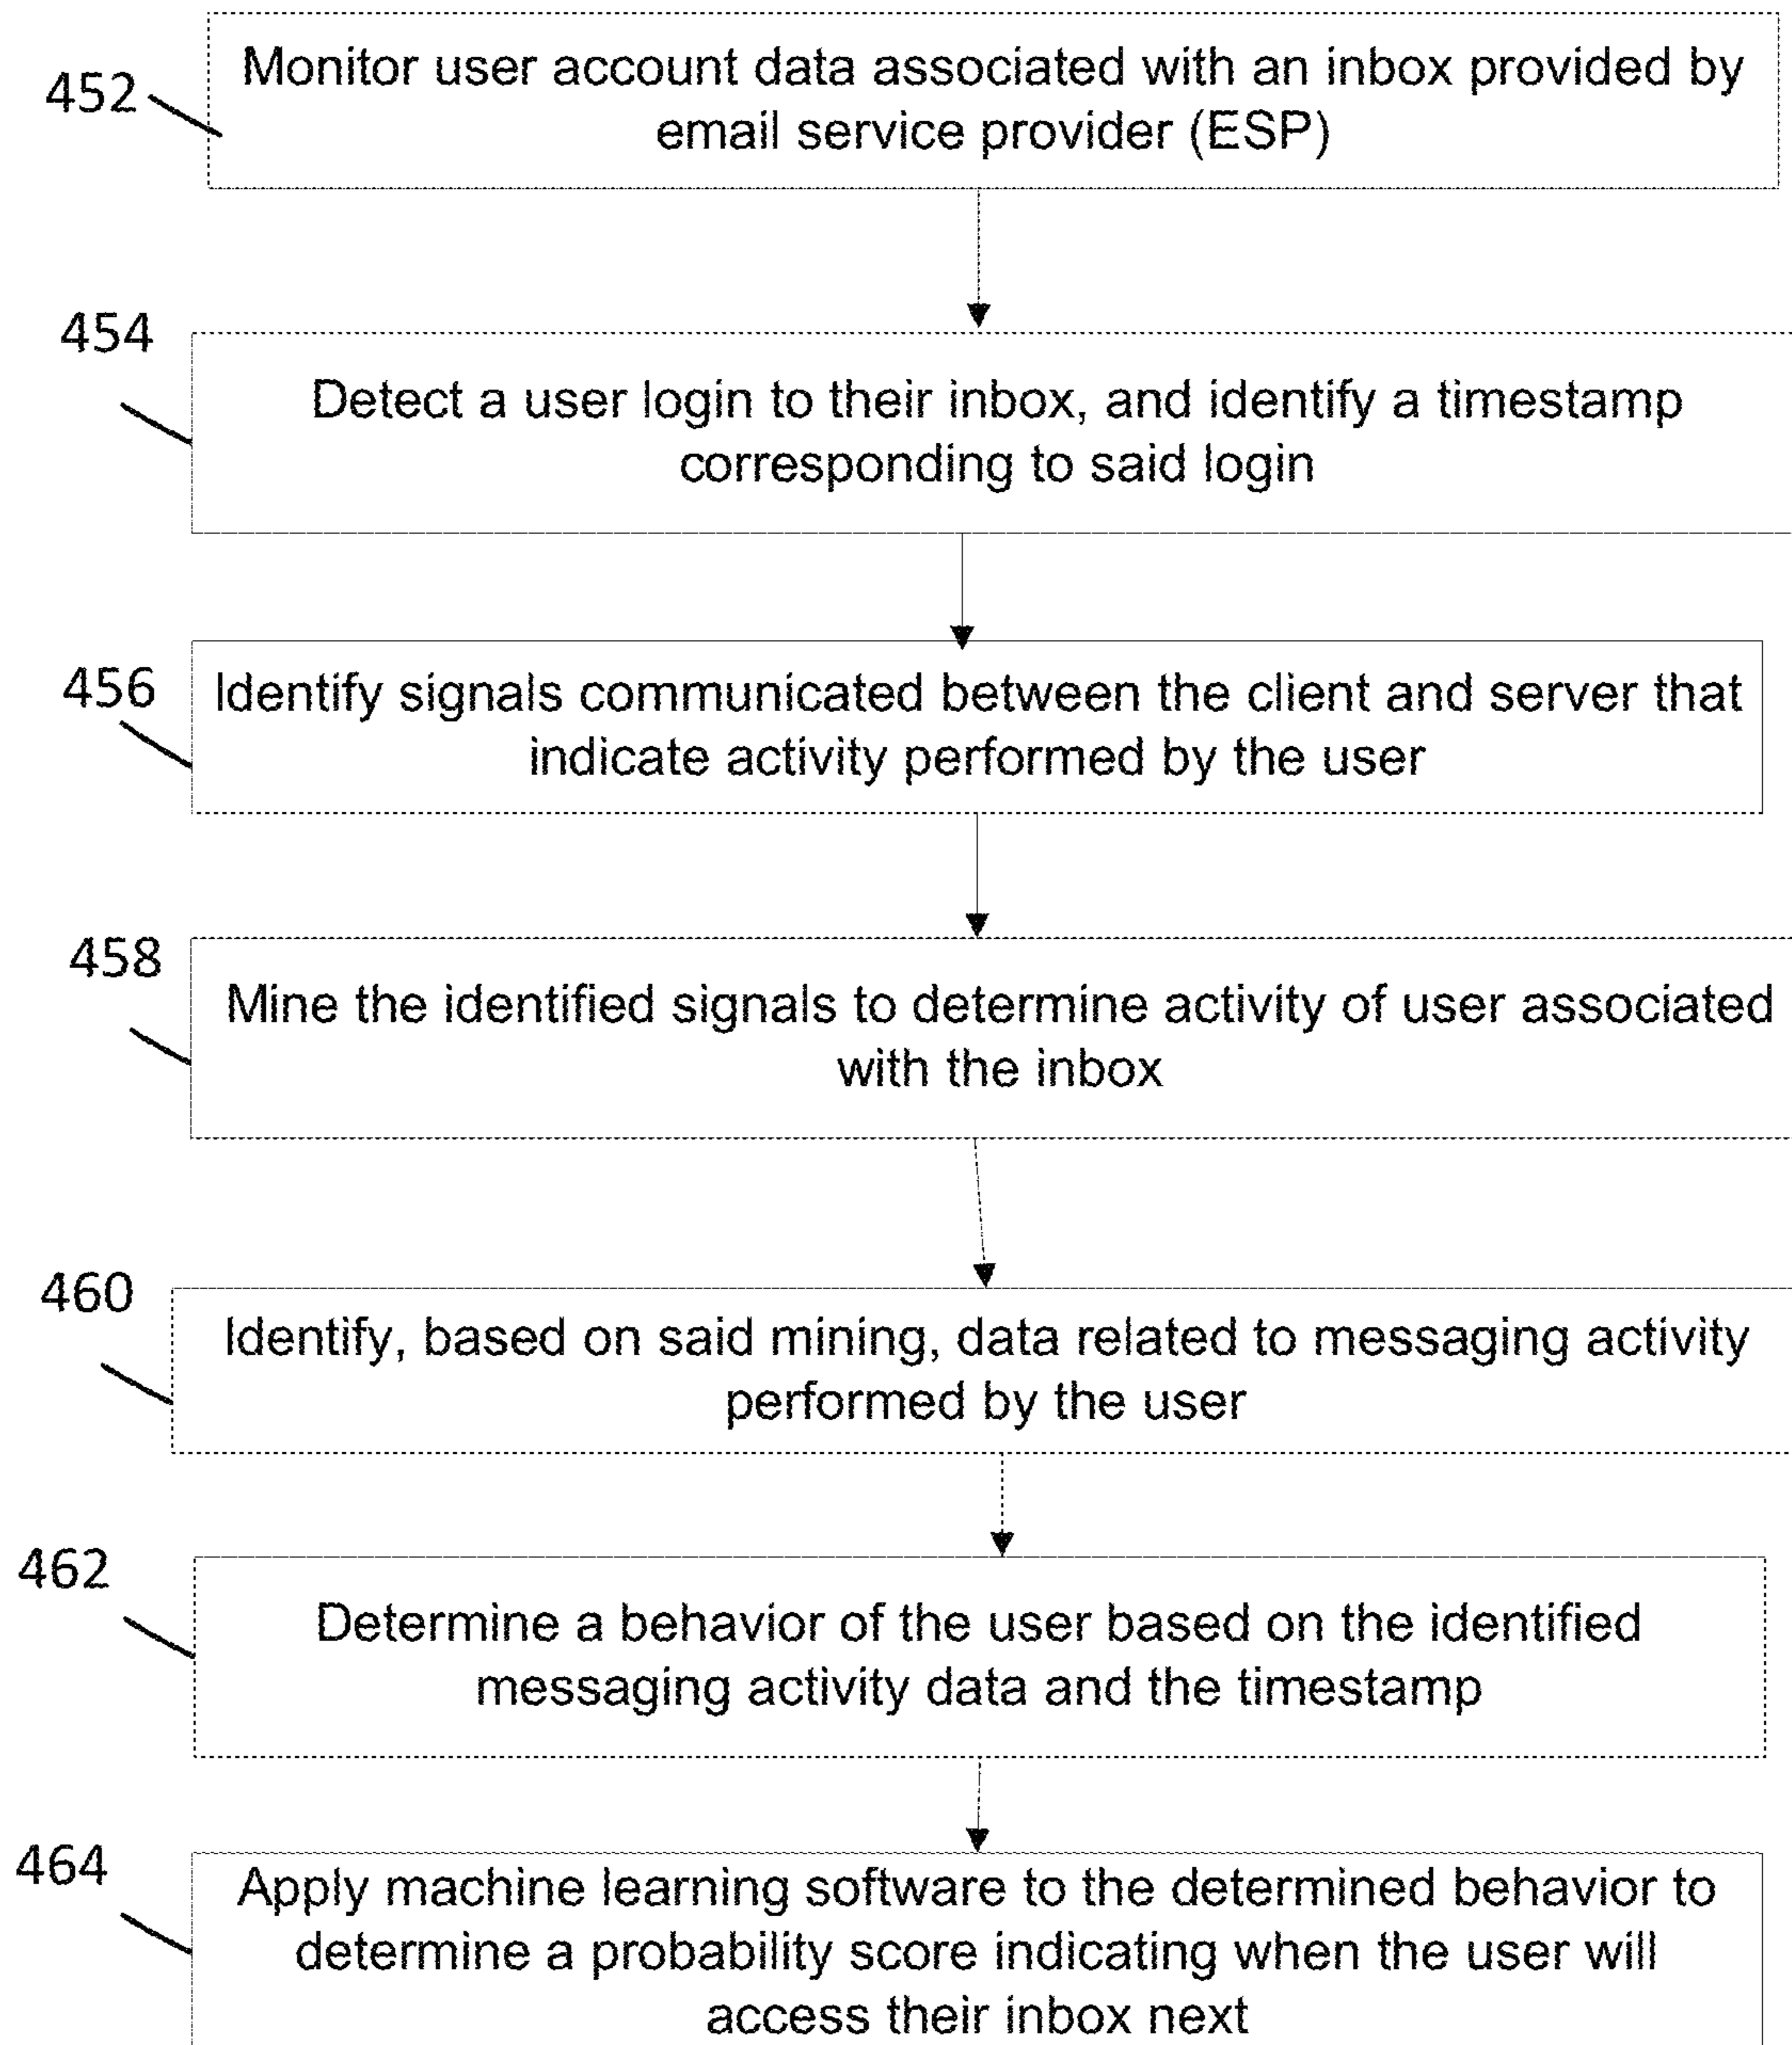 452
Monitor user account data associated with an inbox provided by
email service provider (ESP)
454
Detect a user login to their inbox, and identify a timestamp
corresponding to said login
456
Identify signals communicated between the client and server that
indicate activity performed by the user
458
Mine the identified signals to determine activity of user associated
with the inbox
460
Identify, based on said mining, data related to messaging activity
performed by the user
462
Determine a behavior of the user based on the identified
messaging activity data and the timestamp
464
Apply machine learning software to the determined behavior to
determine a probability score indicating when the user will
access their inbox next